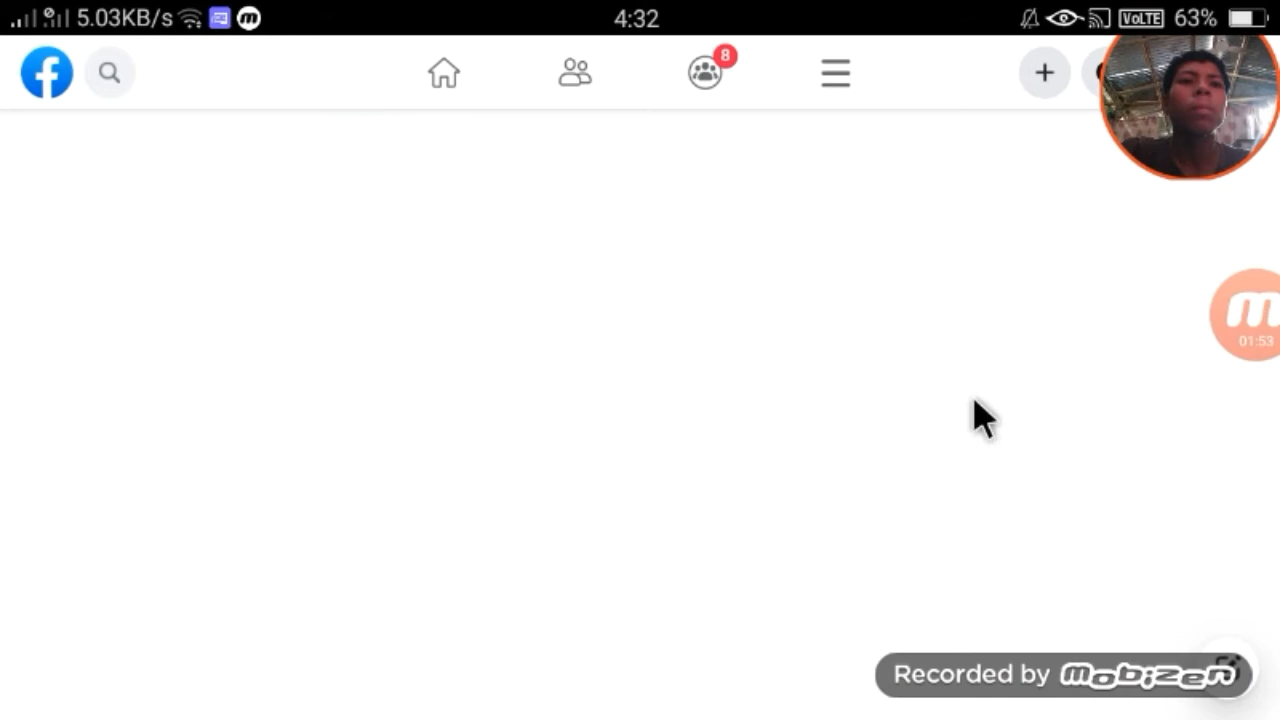 5.03KB/s
4:32
VoLTE
63%
8
01:53
Recorded by mobizen